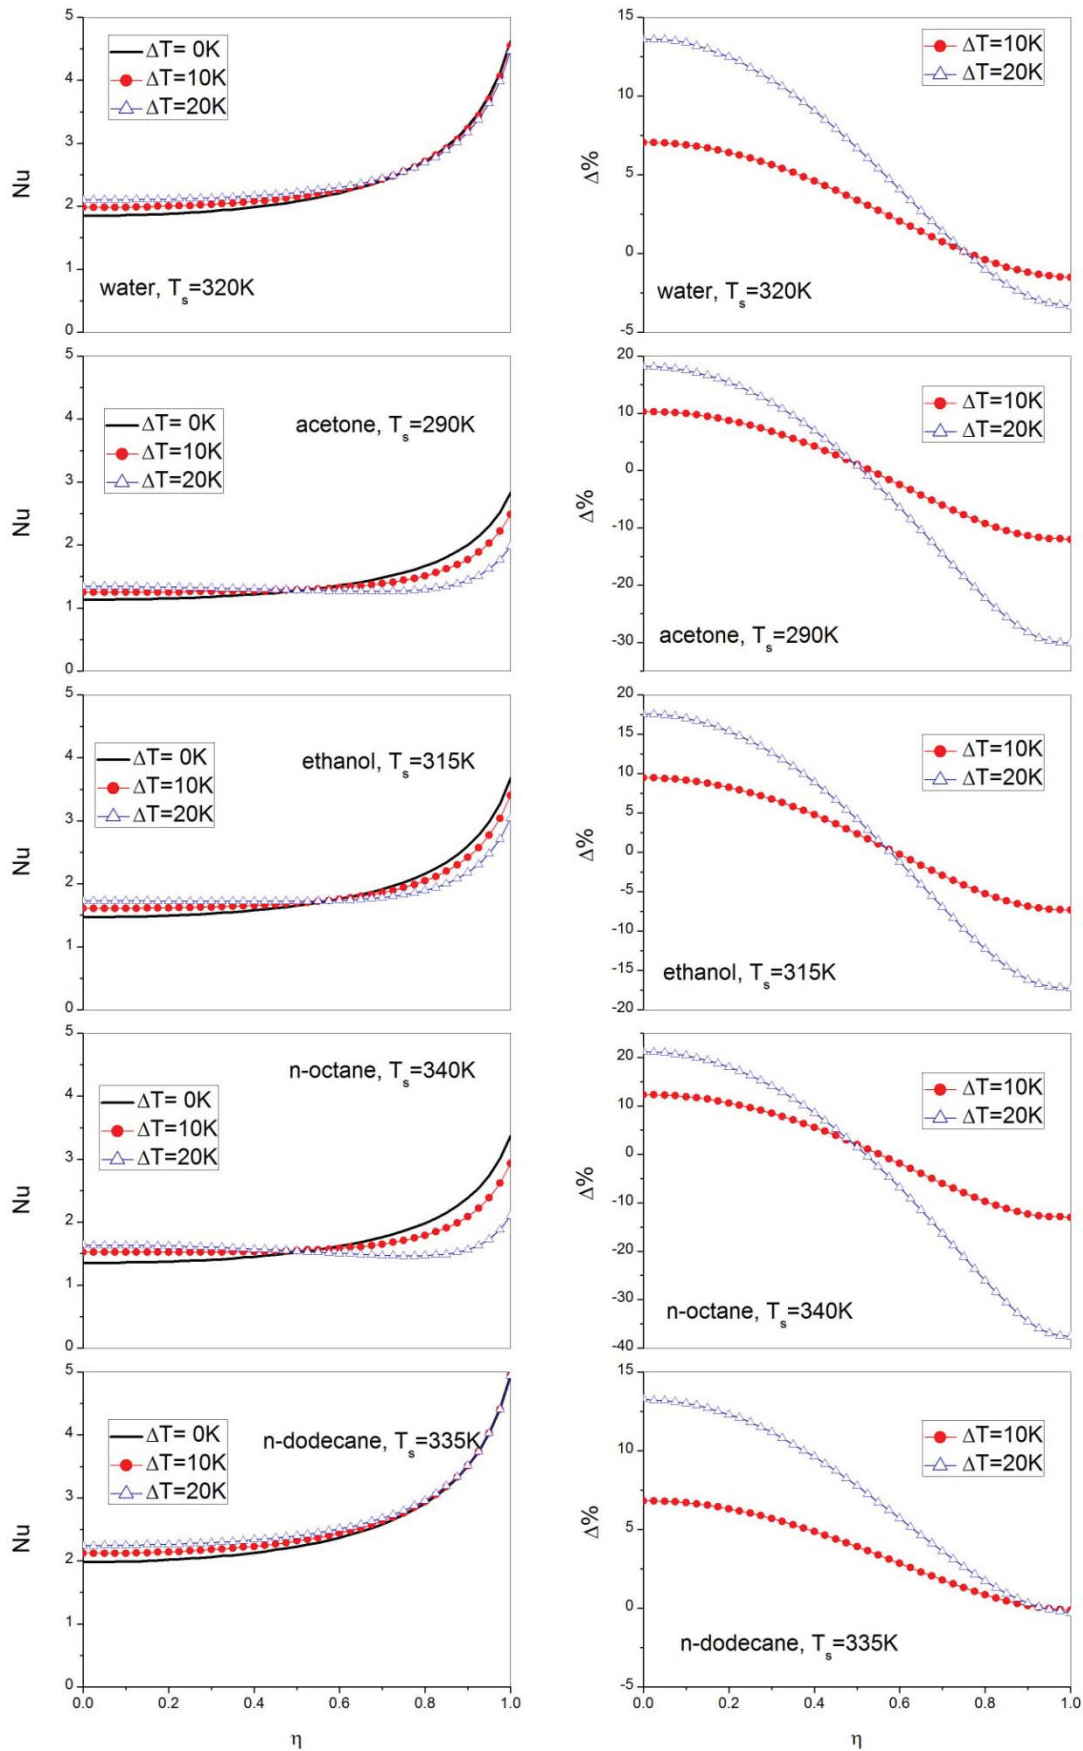 5
4
3
2
1
0
Nu
ΔT= 0K
ΔT=10K
ΔT=20K
water, Ts=320K
15
10
5
0
-5
Δ%
ΔT=10K
ΔT=20K
water, Ts=320K
5
4
3
2
1
0
Nu
ΔT= 0K
ΔT=10K
ΔT=20K
acetone, Ts=290K
20
10
0
-10
-20
-30
Δ%
ΔT=10K
ΔT=20K
acetone, Ts=290K
5
4
3
2
1
0
Nu
ΔT= 0K
ΔT=10K
ΔT=20K
ethanol, Ts=315K
20
15
10
5
0
-5
-10
-15
-20
Δ%
ΔT=10K
ΔT=20K
ethanol, Ts=315K
5
4
3
2
1
0
Nu
n-octane, Ts=340K
ΔT= 0K
ΔT=10K
ΔT=20K
20
10
0
-10
-20
-30
-40
Δ%
ΔT=10K
ΔT=20K
n-octane, Ts=340K
5
4
3
2
1
0
Nu
ΔT= 0K
ΔT=10K
ΔT=20K
n-dodecane, Ts=335K
0.0 0.2 0.4 0.6 0.8 1.0
η
15
10
5
0
-5
Δ%
ΔT=10K
ΔT=20K
n-dodecane, Ts=335K
0.0 0.2 0.4 0.6 0.8 1.0
η